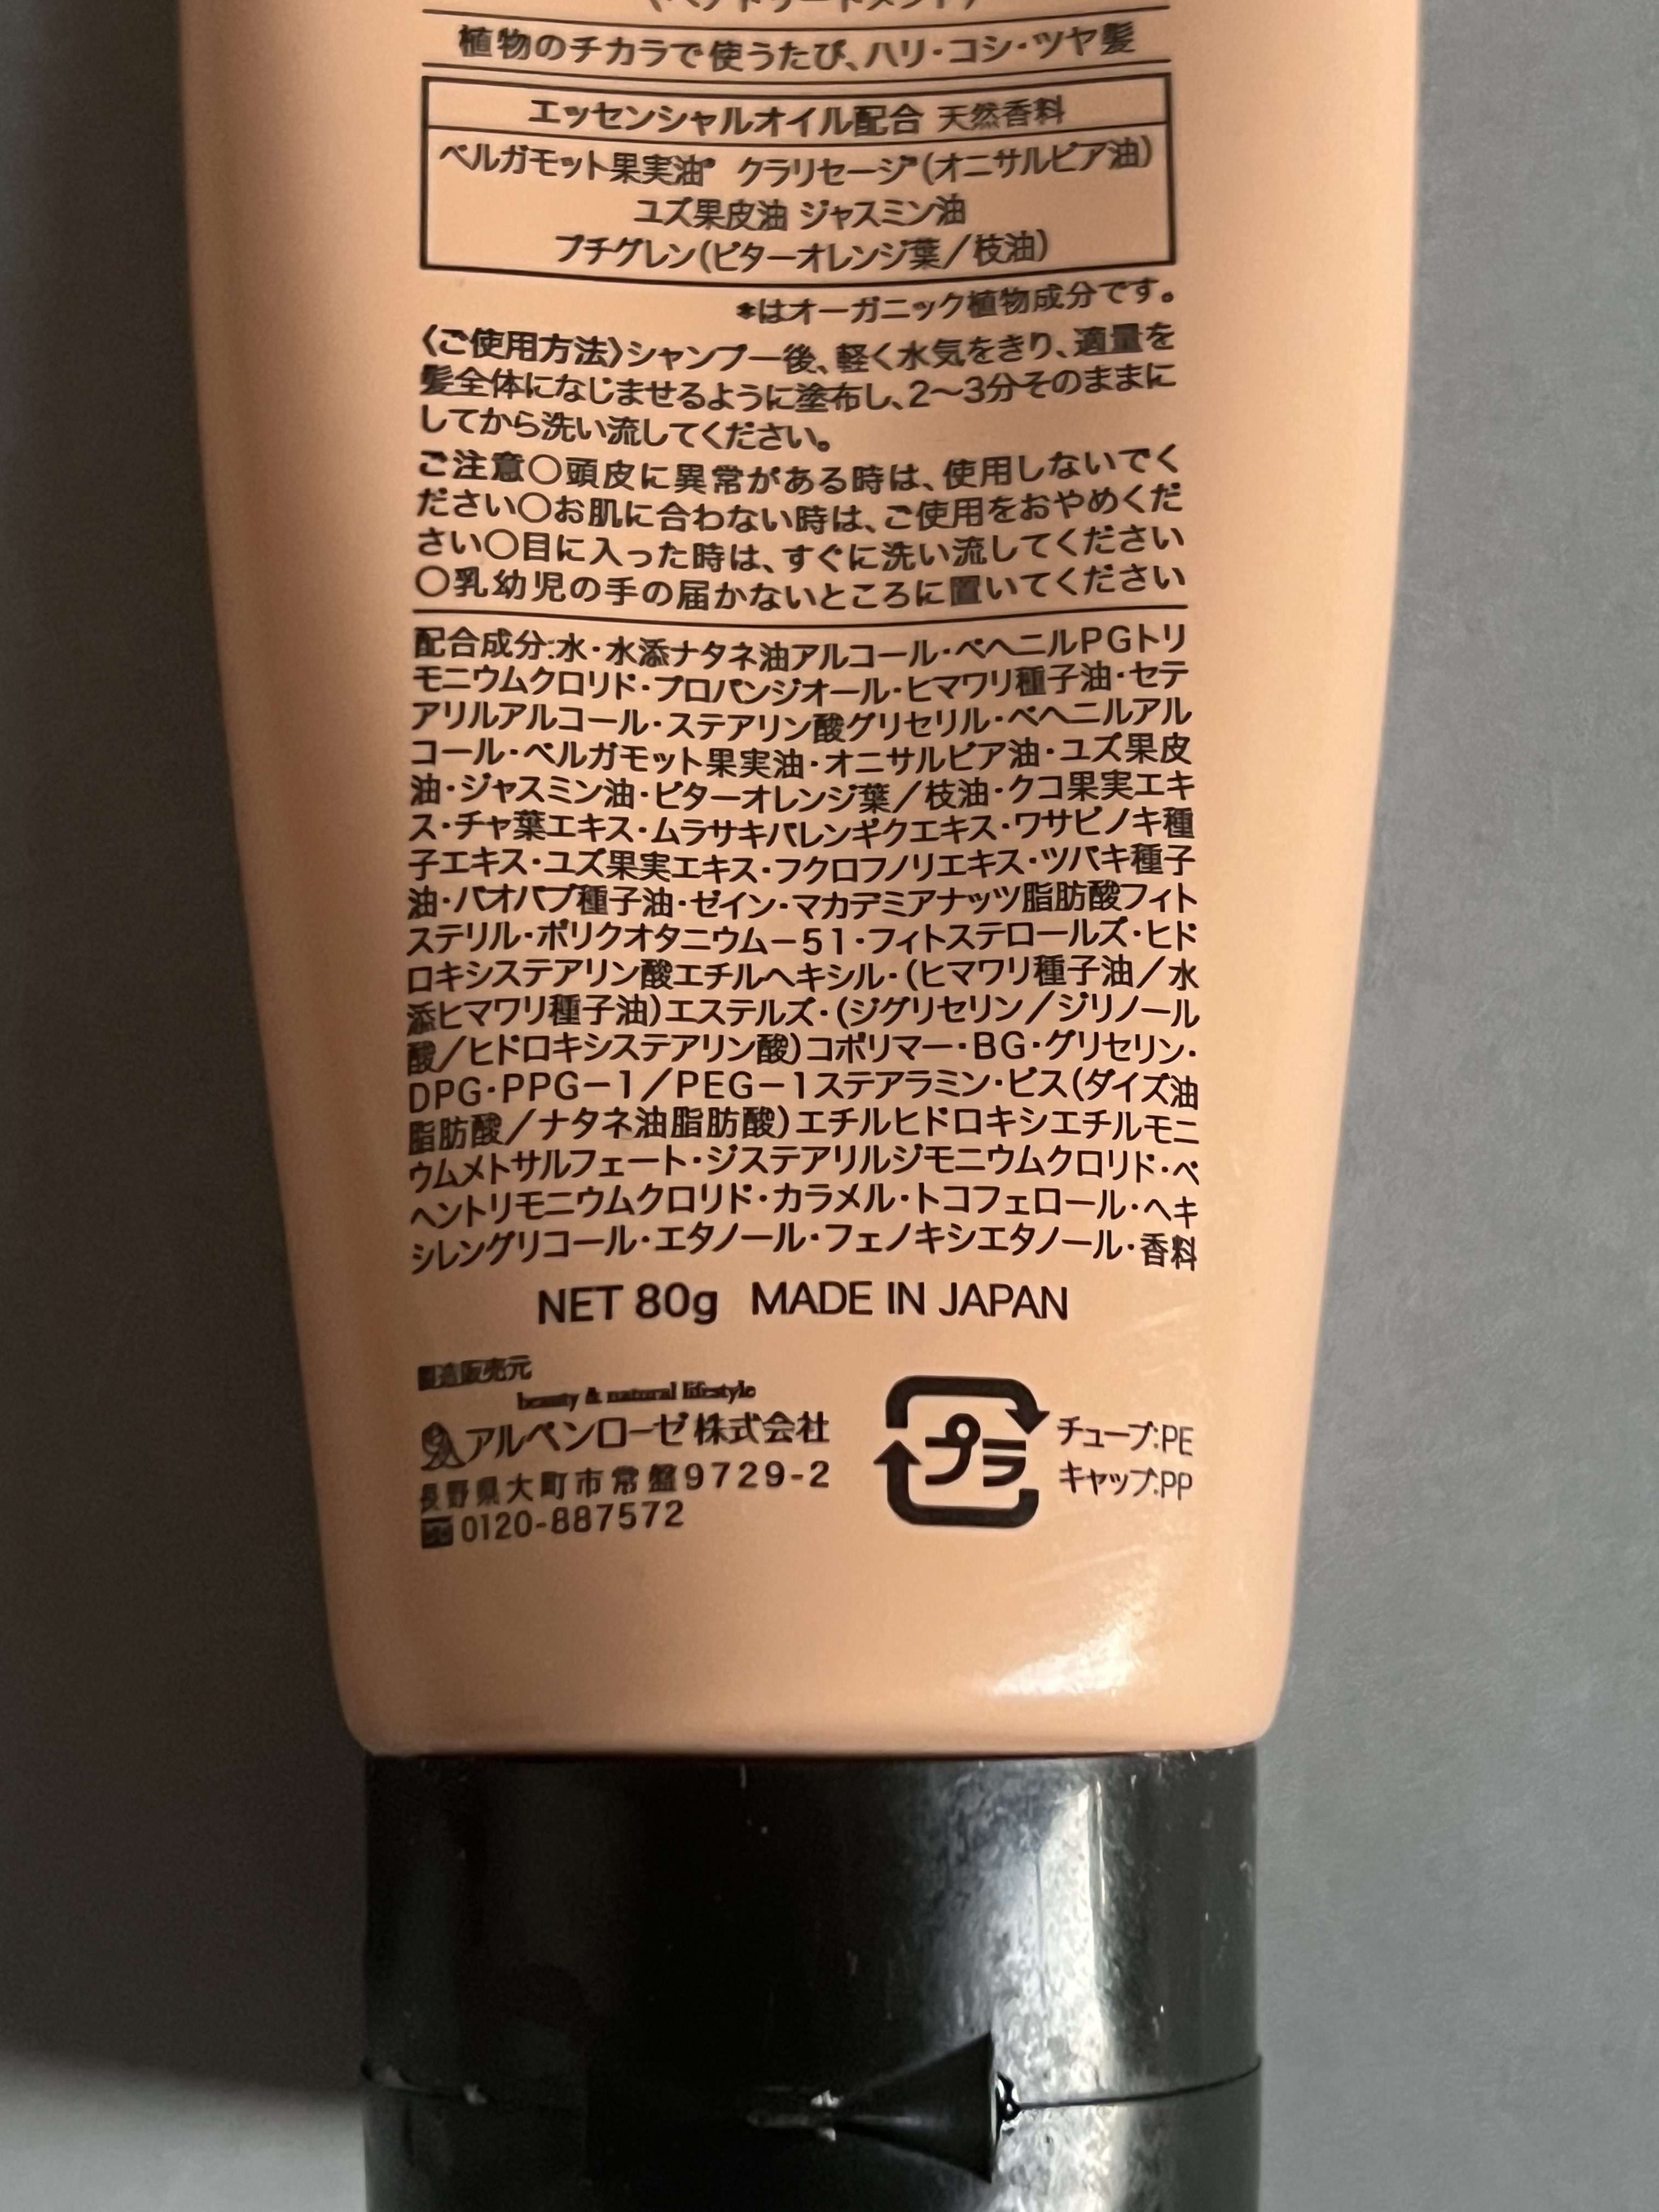 (ヘアトリートメント)
植物のチカラで使うたび、ハリ・コシ・ツヤ髪
エッセンシャルオイル配合 天然香料
ベルガモット果実油* クラリセージ*(オニサルビア油)
ユズ果皮油 ジャスミン油
プチグレン(ビターオレンジ葉/枝油)
*はオーガニック植物成分です。
〈ご使用方法〉シャンプー後、軽く水気をきり、適量を
髪全体になじませるように塗布し、2〜3分そのままに
してから洗い流してください。
ご注意〇頭皮に異常がある時は、使用しないでく
ださい〇お肌に合わない時は、ご使用をおやめくだ
さい〇目に入った時は、すぐに洗い流してください
〇乳幼児の手の届かないところに置いてください
配合成分:水・水添ナタネ油アルコール・ベヘニルPGトリ
モニウムクロリド・プロパンジオール・ヒマワリ種子油・セテ
アリルアルコール・ステアリン酸グリセリル・ベヘニルアル
コール・ベルガモット果実油・オニサルビア油・ユズ果皮
油・ジャスミン油・ビターオレンジ葉/枝油・クコ果実エキ
ス・チャ葉エキス・ムラサキバレンギクエキス・ワサビノキ種
子エキス・ユズ果実エキス・フクロフノリエキス・ツバキ種子
油・バオバブ種子油・ゼイン・マカデミアナッツ脂肪酸フィト
ステリル・ポリクオタニウム−51・フィトステロールズ・ヒド
ロキシステアリン酸エチルヘキシル・(ヒマワリ種子油/水
添ヒマワリ種子油)エステルズ・(ジグリセリン/ジリノール
酸/ヒドロキシステアリン酸)コポリマー・BG・グリセリン・
DPG・PPG−1/PEG−1ステアラミン・ビス(ダイズ油
脂肪酸/ナタネ油脂肪酸)エチルヒドロキシエチルモニ
ウムメトサルフェート・ジステアリルジモニウムクロリド・ベ
ヘントリモニウムクロリド・カラメル・トコフェロール・ヘキ
シレングリコール・エタノール・フェノキシエタノール・香料
NET 80g MADE IN JAPAN
製造販売元
beauty & natural lifestyle
アルペンローゼ株式会社
長野県大町市常盤9729-2
0120-887572
プラ
チューブ:PE
キャップ:PP